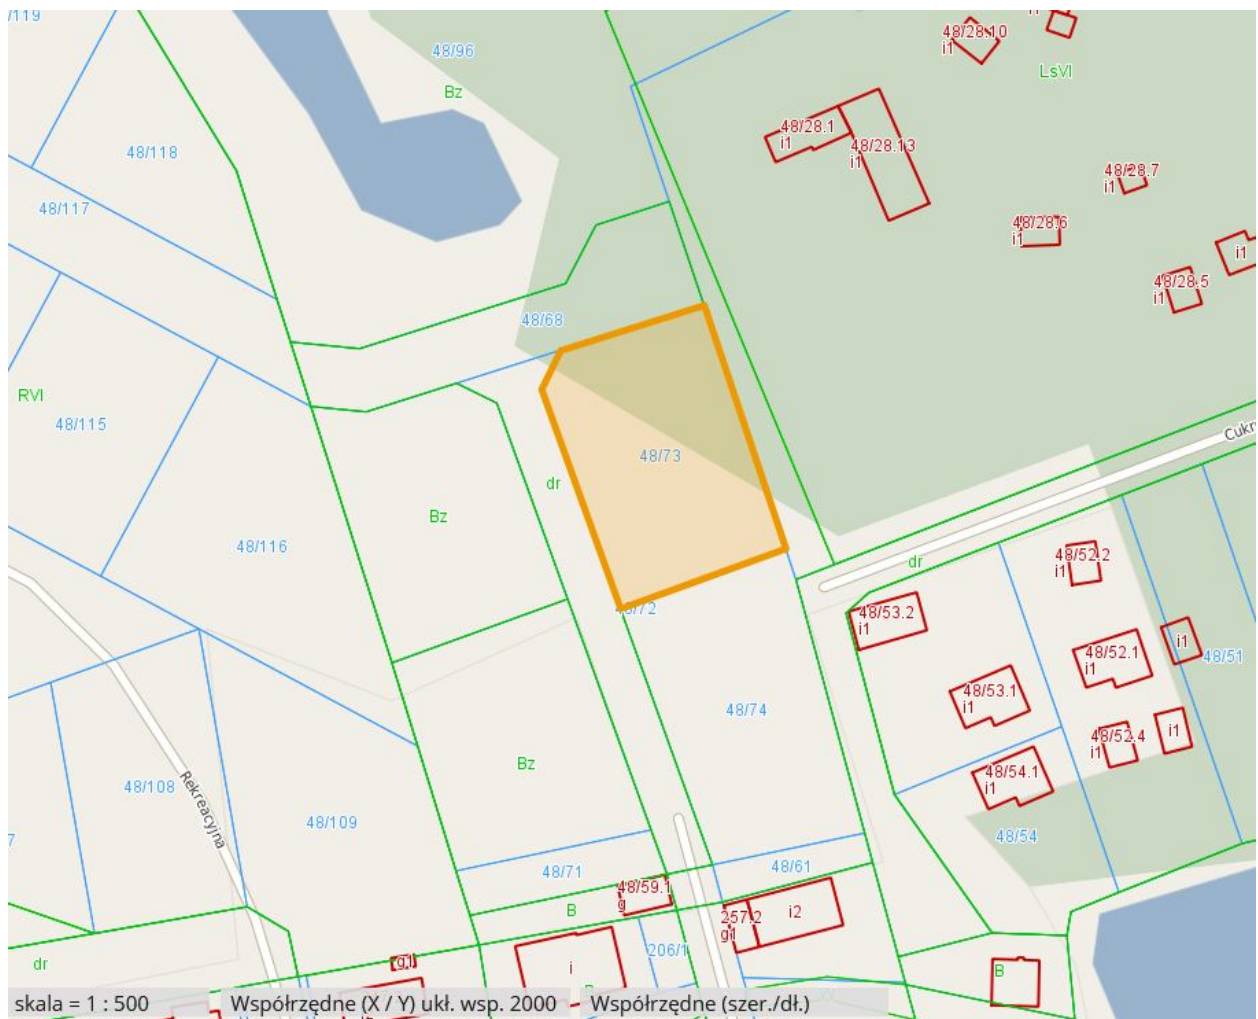 7/119
48/96
Bz
48/28.10
i1
LsVI
48/28.1
i1
48/28.13
i1
48/118
48/28.7
i1
48/117
48/28.6
i1
i1
48/28.5
i1
48/68
RVI
48/115
Cukr
48/73
dr
Bz
48/116
48/52.2
i1
dr
48/72
48/53.2
i1
i1
48/52.1
i1
48/51
48/53.1
i1
48/74
i1
48/52.4
i1
Bz
48/54.1
i1
Rekreacyjna
48/108
48/109
48/54
7
48/71
48/61
48/59.1
g
B
257.2
g1
i2
206/1
dr
g1
i
B
skala = 1 : 500
Współrzędne (X / Y) ukł. wsp. 2000
Współrzędne (szer./dł.)